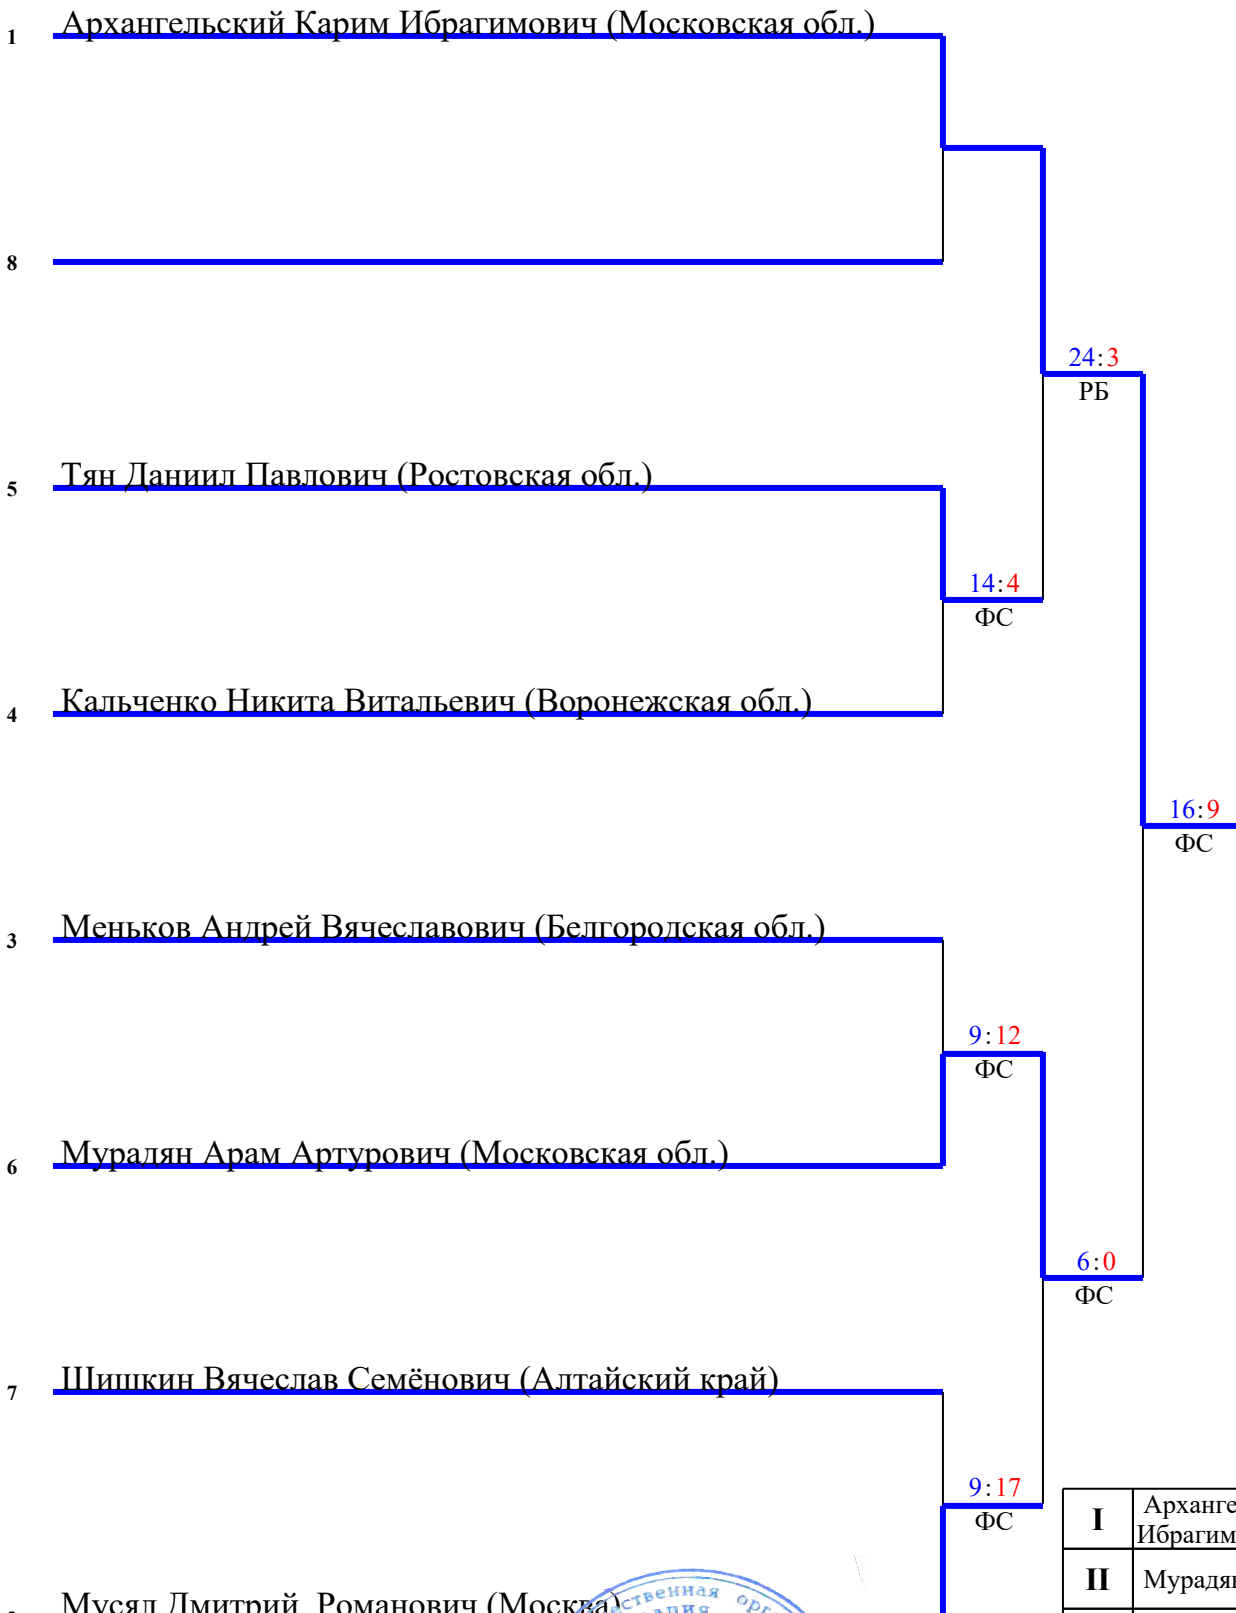 1 Архангельский Карим Ибрагимович (Московская обл.)
8
24:3
РБ
5 Тян Даниил Павлович (Ростовская обл.)
14:4
ФС
4 Кальченко Никита Витальевич (Воронежская обл.)
16:9
ФС
3 Меньков Андрей Вячеславович (Белгородская обл.)
9:12
ФС
6 Мурадян Арам Артурович (Московская обл.)
6:0
ФС
7 Шишкин Вячеслав Семёнович (Алтайский край)
9:17
ФС
I Арханге
Ибрагим
II Мурадян
Мусял Дмитрий Романович (Москва)
ственная орг